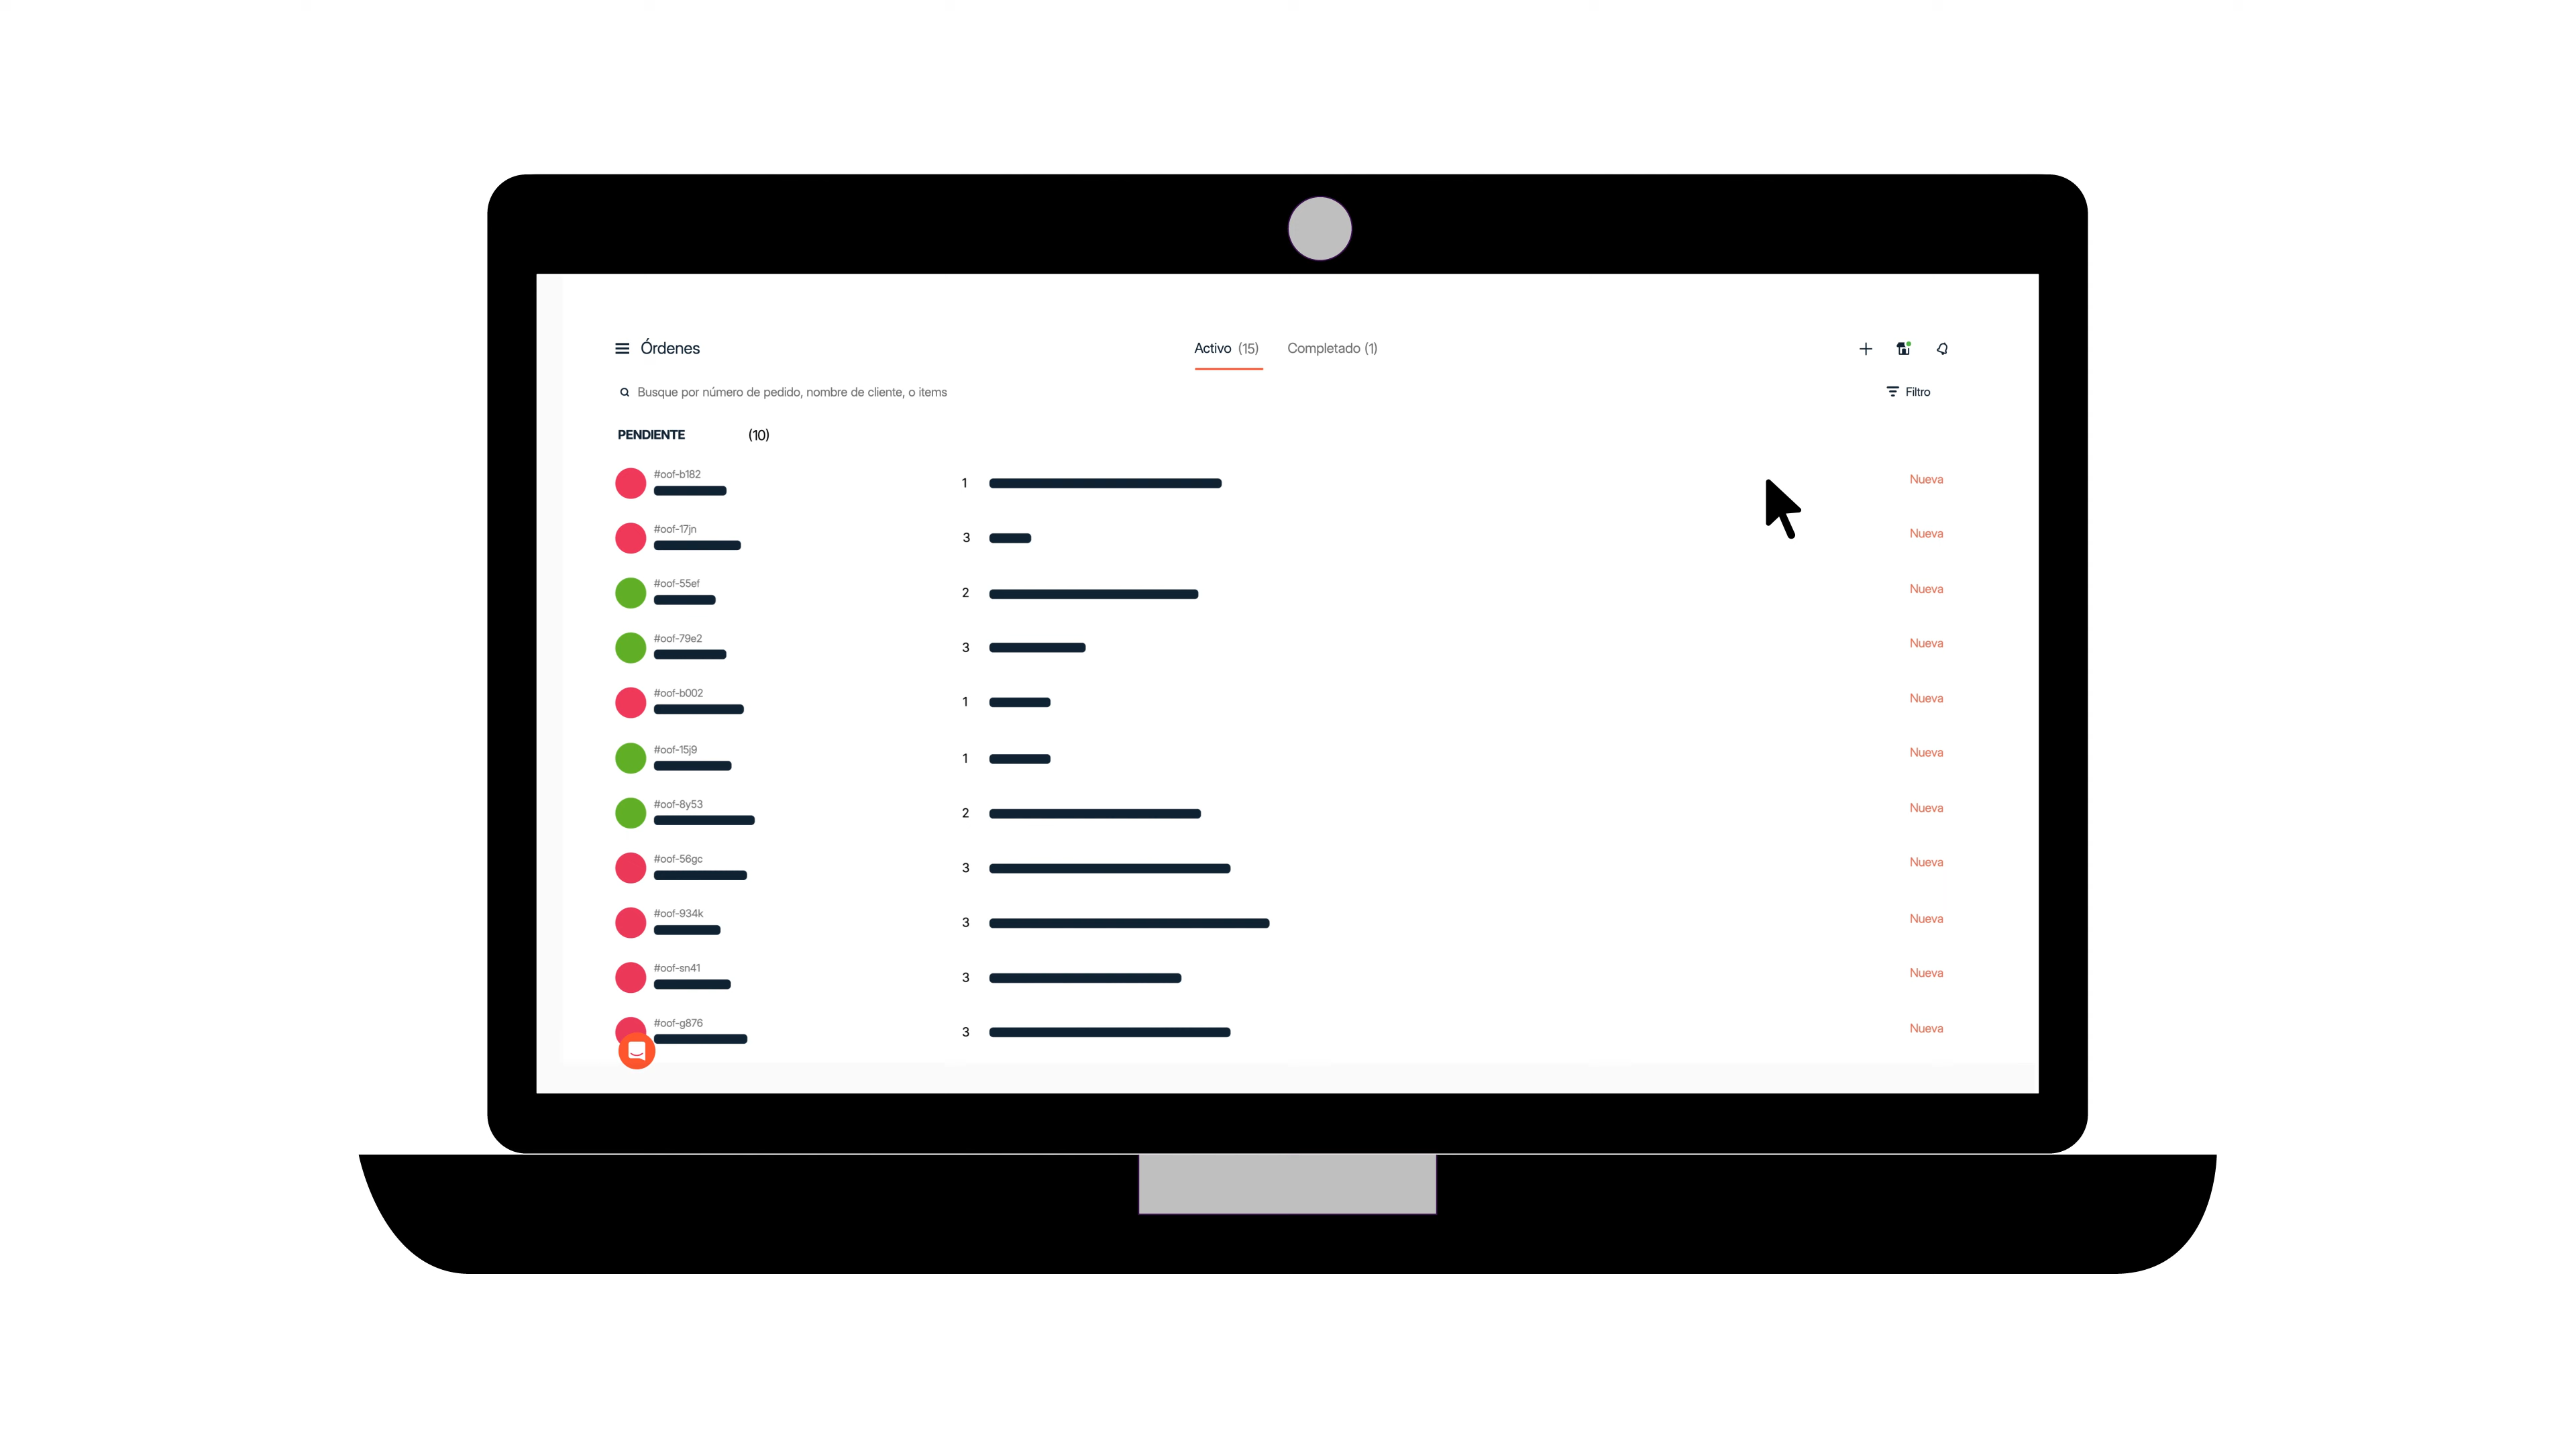 Órdenes
Activo (15) Completado (1)
Busque por número de pedido, nombre de cliente, o items
Filtro
PENDIENTE (10)
#oof-b182
1 Nueva
#oof-17jn
3 Nueva
#oof-55ef
2 Nueva
#oof-79e2
3 Nueva
#oof-b002
1 Nueva
#oof-15j9
1 Nueva
#oof-8y53
2 Nueva
#oof-56gc
3 Nueva
#oof-934k
3 Nueva
#oof-sn41
3 Nueva
#oof-g876
3 Nueva